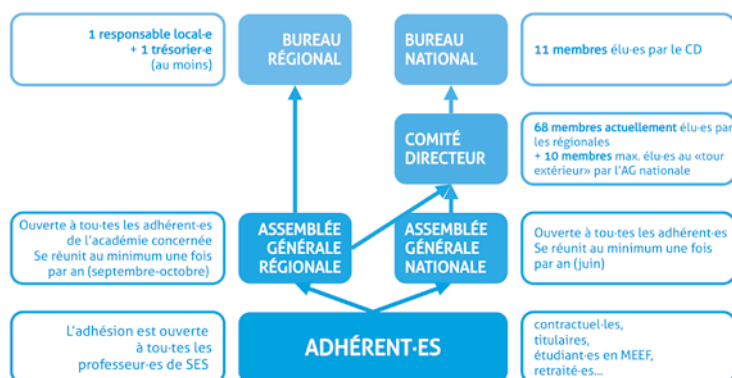 1 responsable local·e
+ 1 trésorier·e
(au moins)
BUREAU
RÉGIONAL
BUREAU
NATIONAL
11 membres élu·es par le CD
COMITÉ
DIRECTEUR
68 membres actuellement élu·es par
les régionales
+ 10 membres max. élu·es au «tour
extérieur» par l'AG nationale
Ouverte à tou·tes les adhérent·es
de l'académie concernée
Se réunit au minimum une fois
par an (septembre-octobre)
ASSEMBLÉE
GÉNÉRALE
RÉGIONALE
ASSEMBLÉE
GÉNÉRALE
NATIONALE
Ouverte à tou·tes les adhérent·es
Se réunit au minimum une fois
par an (juin)
L'adhésion est ouverte
à tou·tes les
professeur·es de SES
ADHÉRENT·ES
contractuel·les,
titulaires,
étudiant·es en MEEF,
retraité·es...